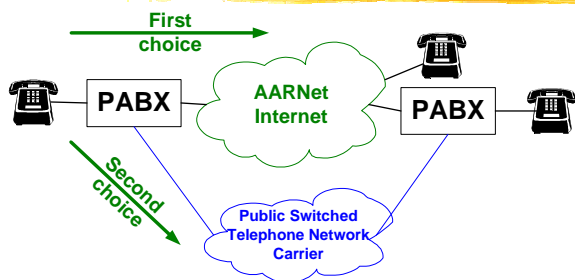 First
choice
AARNet
Internet
PABX
PABX
Second
choice
Public Switched
Telephone Network
Carrier